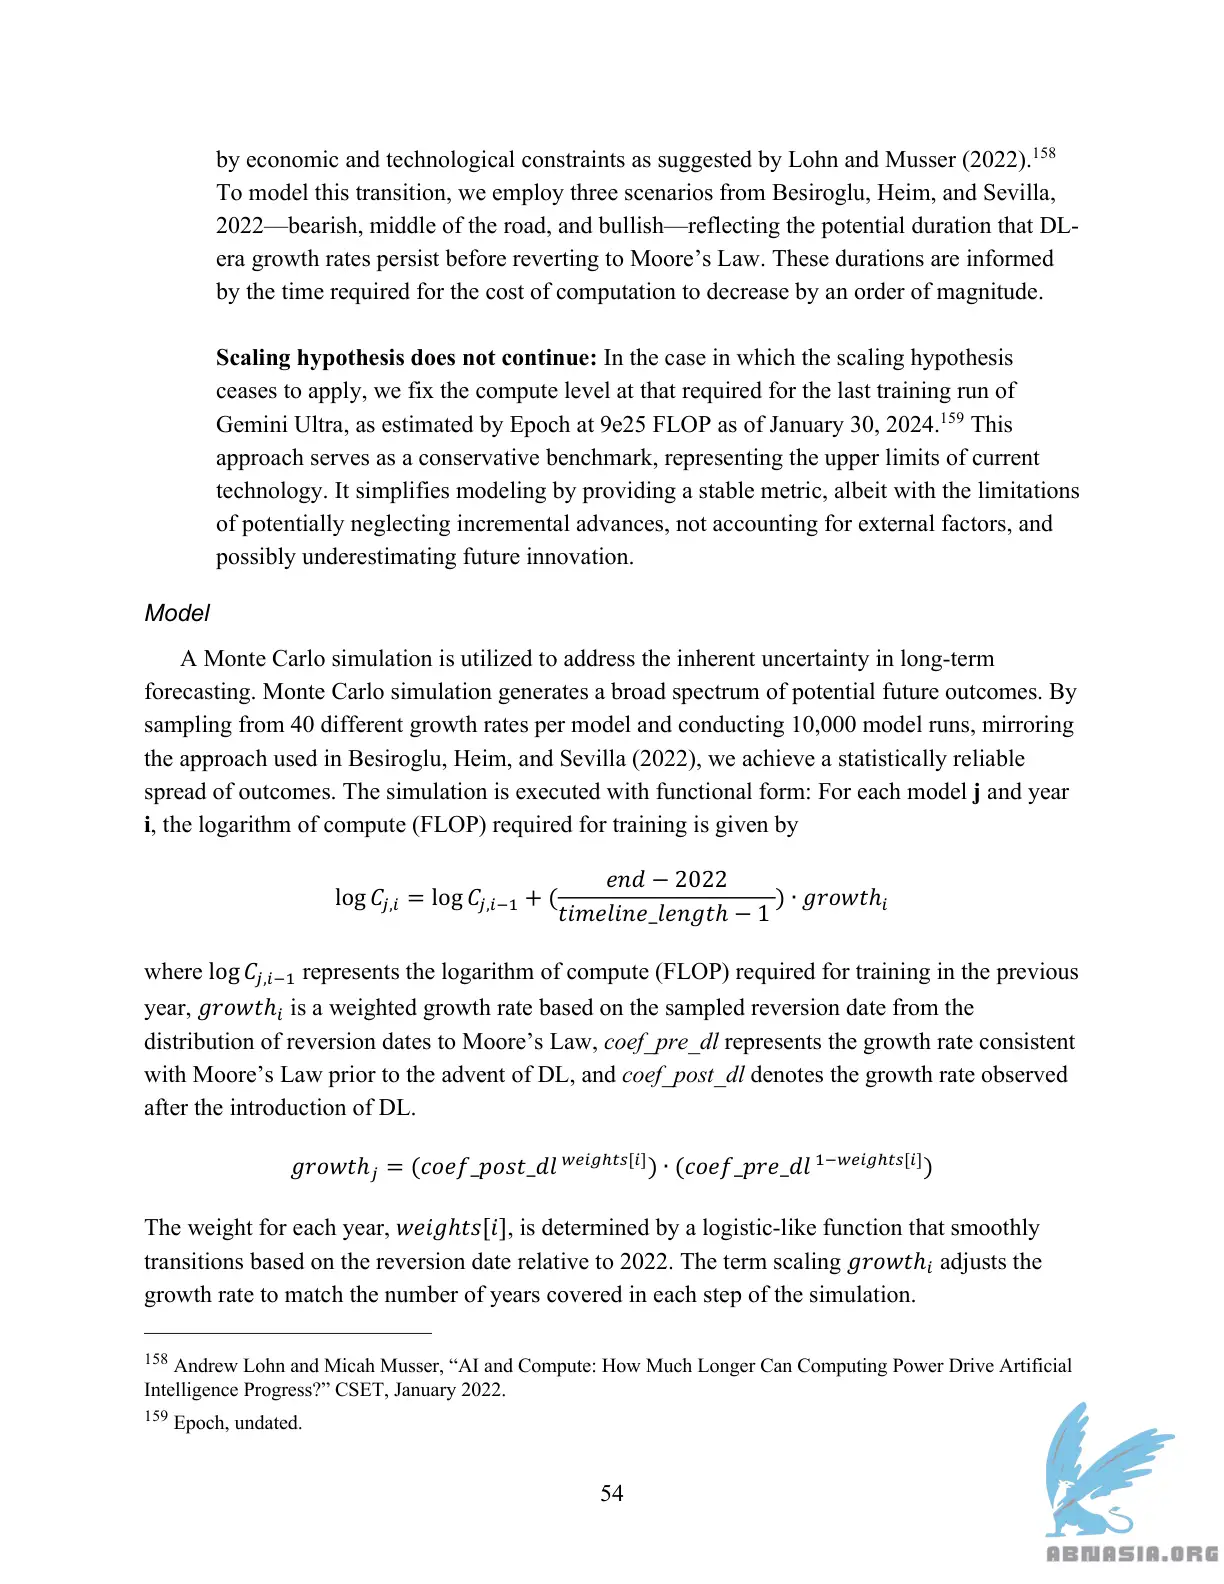 by economic and technological constraints as suggested by Lohn and Musser (2022).158
To model this transition, we employ three scenarios from Besiroglu, Heim, and Sevilla,
2022—bearish, middle of the road, and bullish—reflecting the potential duration that DL-
era growth rates persist before reverting to Moore’s Law. These durations are informed
by the time required for the cost of computation to decrease by an order of magnitude.
Scaling hypothesis does not continue: In the case in which the scaling hypothesis
ceases to apply, we fix the compute level at that required for the last training run of
Gemini Ultra, as estimated by Epoch at 9e25 FLOP as of January 30, 2024.159 This
approach serves as a conservative benchmark, representing the upper limits of current
technology. It simplifies modeling by providing a stable metric, albeit with the limitations
of potentially neglecting incremental advances, not accounting for external factors, and
possibly underestimating future innovation.
Model
A Monte Carlo simulation is utilized to address the inherent uncertainty in long-term
forecasting. Monte Carlo simulation generates a broad spectrum of potential future outcomes. By
sampling from 40 different growth rates per model and conducting 10,000 model runs, mirroring
the approach used in Besiroglu, Heim, and Sevilla (2022), we achieve a statistically reliable
spread of outcomes. The simulation is executed with functional form: For each model j and year
i, the logarithm of compute (FLOP) required for training is given by
log C_{j,i} = log C_{j,i−1} + (\frac{end − 2022}{timeline_length − 1}) · growth_i
where log C_{j,i−1} represents the logarithm of compute (FLOP) required for training in the previous
year, growth_i is a weighted growth rate based on the sampled reversion date from the
distribution of reversion dates to Moore’s Law, coef_pre_dl represents the growth rate consistent
with Moore’s Law prior to the advent of DL, and coef_post_dl denotes the growth rate observed
after the introduction of DL.
growth_j = (coef_post_dl^{weights[i]}) · (coef_pre_dl^{1−weights[i]})
The weight for each year, weights[i], is determined by a logistic-like function that smoothly
transitions based on the reversion date relative to 2022. The term scaling growth_i adjusts the
growth rate to match the number of years covered in each step of the simulation.
158 Andrew Lohn and Micah Musser, “AI and Compute: How Much Longer Can Computing Power Drive Artificial
Intelligence Progress?” CSET, January 2022.
159 Epoch, undated.
54
ABNASIA.ORG